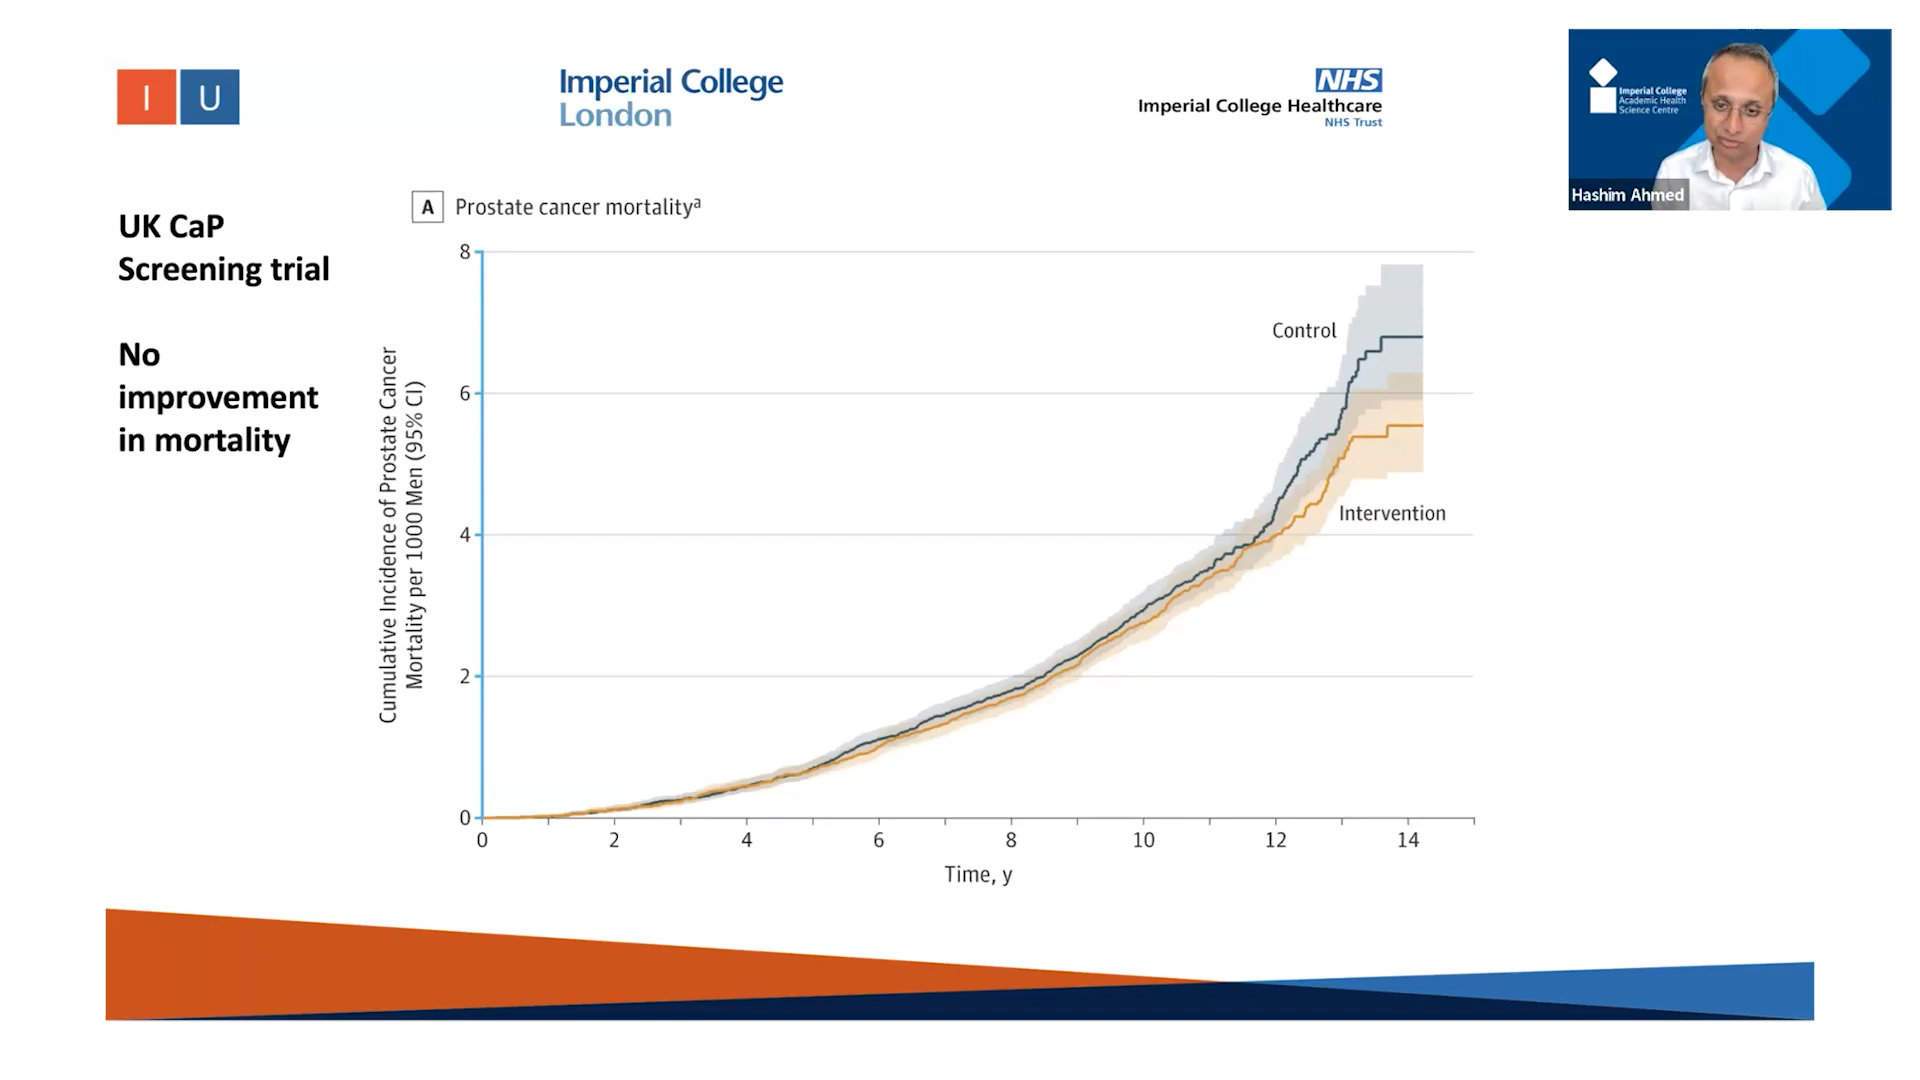 I U
Imperial College
London
NHS
Imperial College Healthcare
NHS Trust
Imperial College
Academic Health
Science Centre
Hashim Ahmed
UK CaP
Screening trial
No
improvement
in mortality
A Prostate cancer mortalityᵃ
Cumulative Incidence of Prostate Cancer
Mortality per 1000 Men (95% CI)
8
6
4
2
0
Control
Intervention
0 2 4 6 8 10 12 14
Time, y